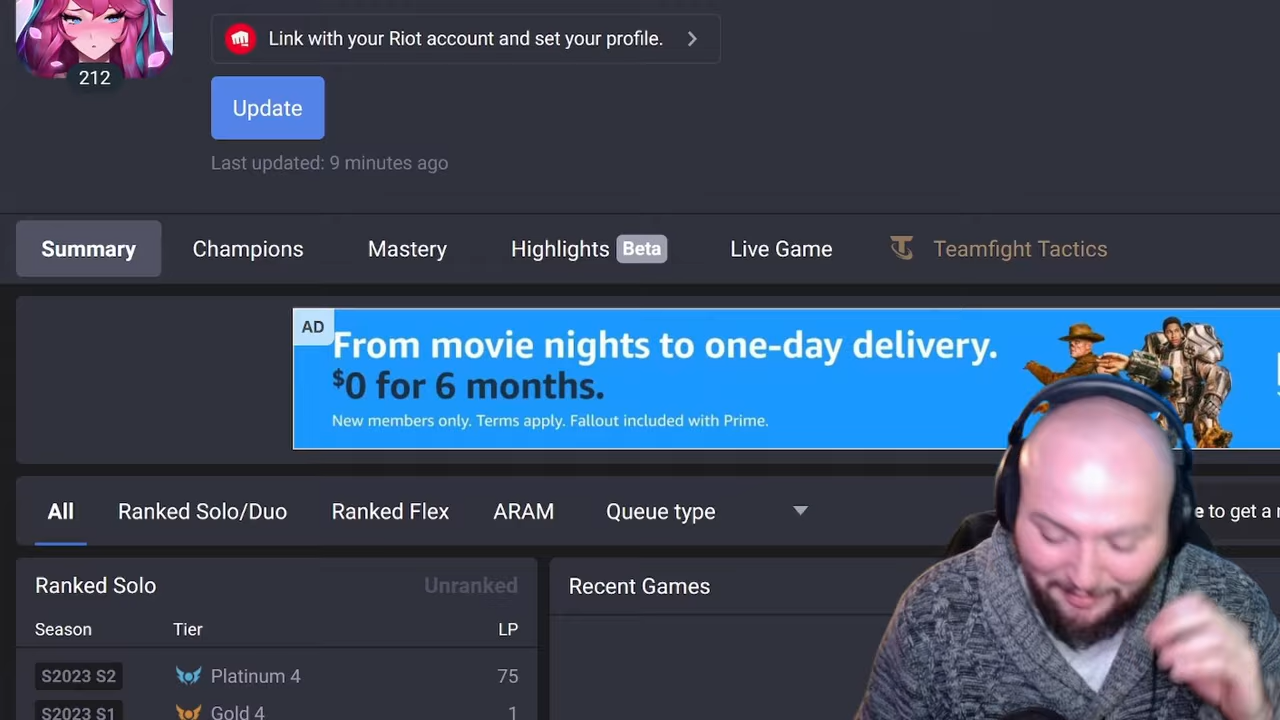 Link with your Riot account and set your profile.
212
Update
Last updated: 9 minutes ago
Summary
Champions
Mastery
Highlights
Beta
Live Game
Teamfight Tactics
AD
From movie nights to one-day delivery.
$0 for 6 months.
New members only. Terms apply. Fallout included with Prime.
All
Ranked Solo/Duo
Ranked Flex
ARAM
Queue type
to get a
Ranked Solo
Unranked
Recent Games
Season
Tier
LP
S2023 S2
Platinum 4
75
S2023 S1
Gold 4
1